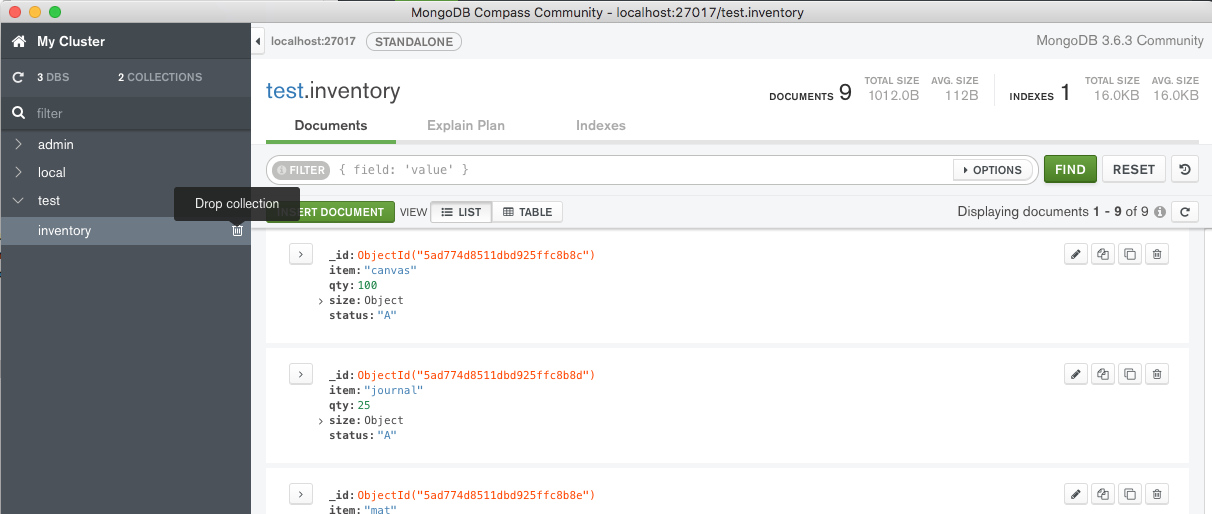 MongoDB Compass Community - localhost:27017/test.inventory
My Cluster
localhost:27017 STANDALONE MongoDB 3.6.3 Community
3 DBS 2 COLLECTIONS
filter
admin
local
test
inventory
Drop collection
test.inventory
DOCUMENTS 9 TOTAL SIZE 1012.0B AVG. SIZE 112B INDEXES 1 TOTAL SIZE 16.0KB AVG. SIZE 16.0KB
Documents Explain Plan Indexes
FILTER { field: 'value' } OPTIONS FIND RESET
INSERT DOCUMENT VIEW LIST TABLE Displaying documents 1 - 9 of 9
_id: ObjectId("5ad774d8511dbd925ffc8b8c")
item: "canvas"
qty: 100
size: Object
status: "A"
_id: ObjectId("5ad774d8511dbd925ffc8b8d")
item: "journal"
qty: 25
size: Object
status: "A"
_id: ObjectId("5ad774d8511dbd925ffc8b8e")
item: "mat"